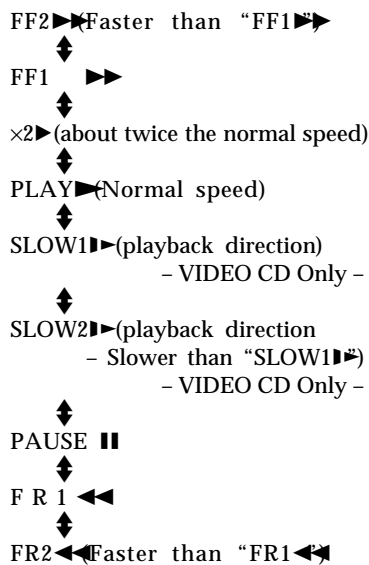 FF2▶▶(Faster than “FF1▶▶”)
FF1 ▶▶
×2▶(about twice the normal speed)
PLAY▶(Normal speed)
SLOW1▮▶(playback direction)
– VIDEO CD Only –
SLOW2▮▶(playback direction
– Slower than “SLOW1▮▶”)
– VIDEO CD Only –
PAUSE ▮▮
FR1 ◀◀
FR2◀◀(Faster than “FR1◀◀”)